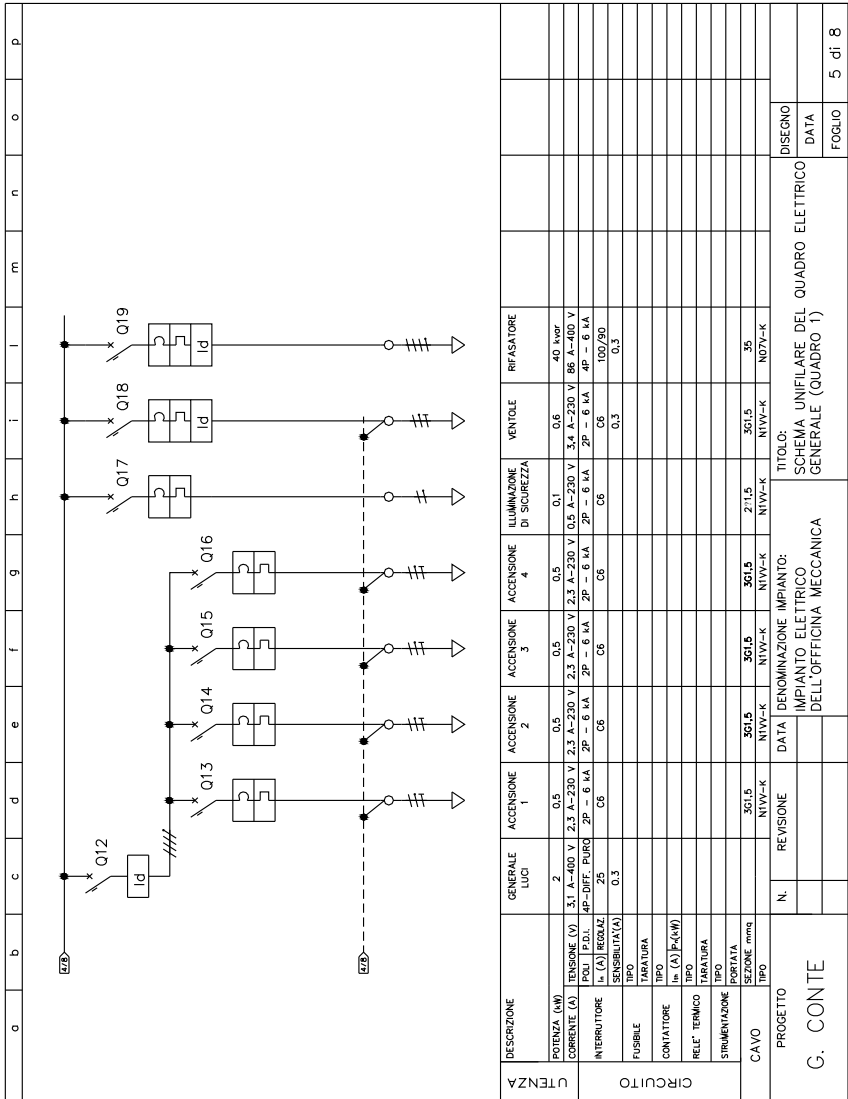 a b c d e f g h i l m n o p
4/8
Q12
Id
Q13
Q14
Q15
Q16
Q17
Q18
Id
Q19
Id
4/8
UTENZA
DESCRIZIONE GENERALE LUCI ACCENSIONE 1 ACCENSIONE 2 ACCENSIONE 3 ACCENSIONE 4 ILLUMINAZIONE DI SICUREZZA VENTOLE RIFASATORE
POTENZA (kW) 2 0,5 0,5 0,5 0,5 0,1 0,6 40 kvar
CORRENTE (A) TENSIONE (V) 3,1 A-400 V 2,3 A-230 V 2,3 A-230 V 2,3 A-230 V 2,3 A-230 V 0,5 A-230 V 3,4 A-230 V 86 A-400 V
CIRCUITO
INTERRUTTORE
POLI P.D.I. 4P-DIFF. PURO 2P - 6 kA 2P - 6 kA 2P - 6 kA 2P - 6 kA 2P - 6 kA 2P - 6 kA 4P - 6 kA
In (A) REGOLAZ. 25 C6 C6 C6 C6 C6 C6 100/90
SENSIBILITA'(A) 0.3 0,3 0,3
FUSIBILE
TIPO
TARATURA
CONTATTORE
TIPO
In (A) Pn(kW)
RELE' TERMICO
TIPO
TARATURA
STRUMENTAZIONE
TIPO
PORTATA
CAVO
SEZIONE mmq 3G1,5 3G1,5 3G1,5 3G1,5 2?1,5 3G1,5 35
TIPO N1VV-K N1VV-K N1VV-K N1VV-K N1VV-K N1VV-K N07V-K
PROGETTO
G. CONTE
N. REVISIONE DATA
DENOMINAZIONE IMPIANTO:
IMPIANTO ELETTRICO
DELL'OFFFICINA MECCANICA
TITOLO:
SCHEMA UNIFILARE DEL QUADRO ELETTRICO
GENERALE (QUADRO 1)
DISEGNO
DATA
FOGLIO 5 di 8